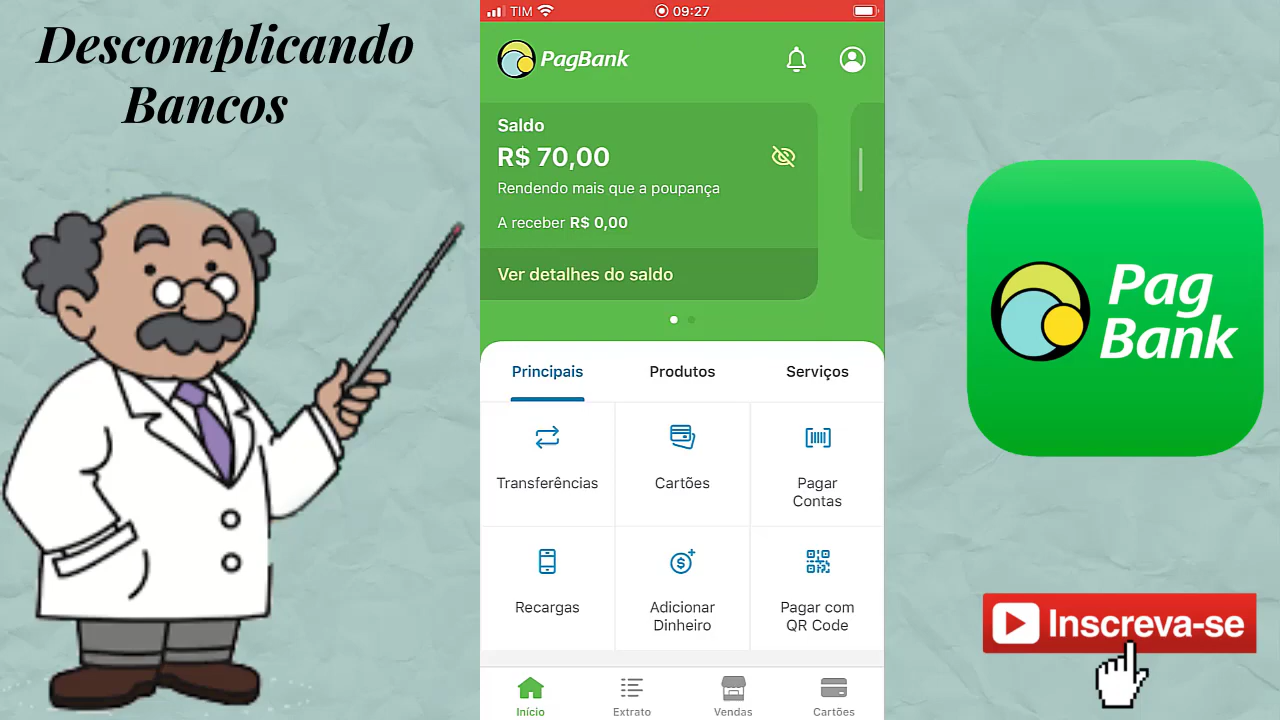 Descomplicando
Bancos
TIM
09:27
PagBank
Saldo
R$ 70,00
Rendendo mais que a poupança
A receber R$ 0,00
Ver detalhes do saldo
Principais
Produtos
Serviços
Transferências
Cartões
Pagar
Contas
Recargas
Adicionar
Dinheiro
Pagar com
QR Code
Início
Extrato
Vendas
Cartões
Pag
Bank
Inscreva-se